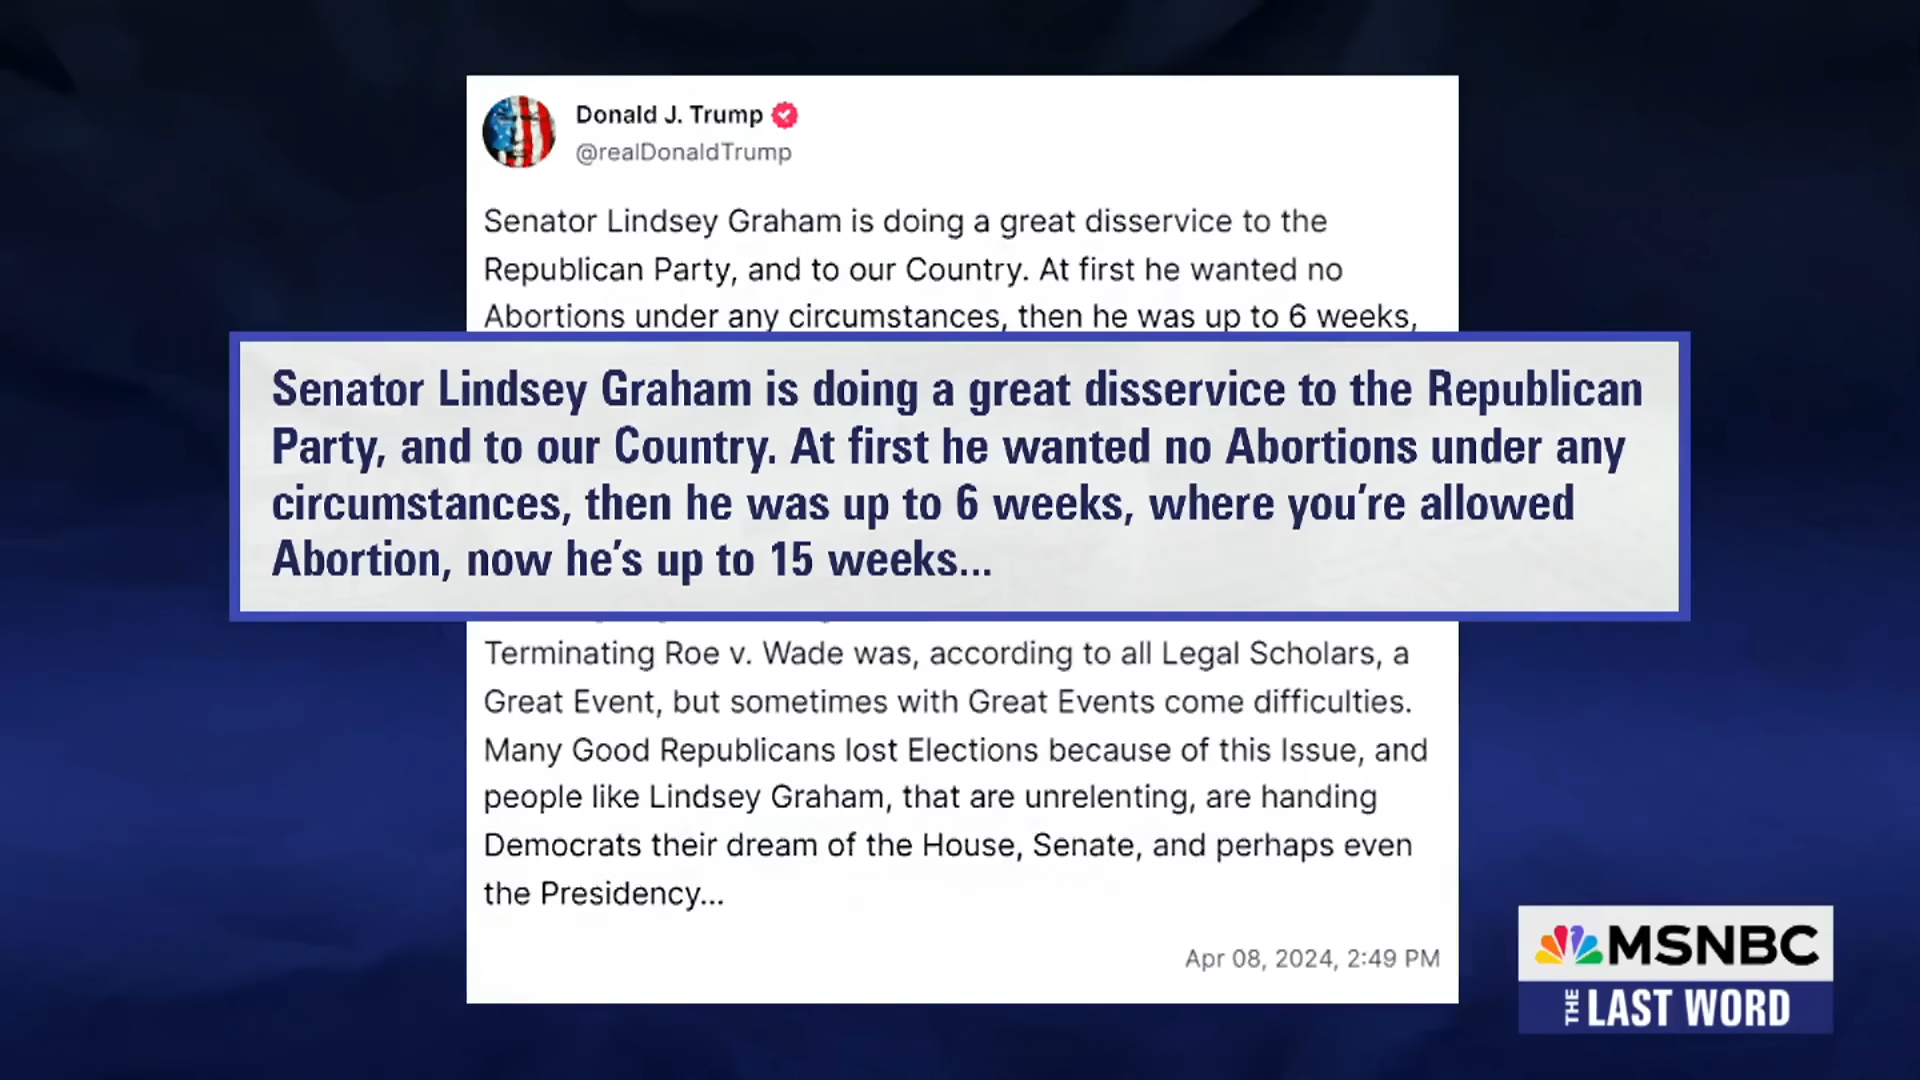 Donald J. Trump
@realDonaldTrump
Senator Lindsey Graham is doing a great disservice to the
Republican Party, and to our Country. At first he wanted no
Abortions under any circumstances, then he was up to 6 weeks,
Senator Lindsey Graham is doing a great disservice to the Republican
Party, and to our Country. At first he wanted no Abortions under any
circumstances, then he was up to 6 weeks, where you’re allowed
Abortion, now he’s up to 15 weeks...
Terminating Roe v. Wade was, according to all Legal Scholars, a
Great Event, but sometimes with Great Events come difficulties.
Many Good Republicans lost Elections because of this Issue, and
people like Lindsey Graham, that are unrelenting, are handing
Democrats their dream of the House, Senate, and perhaps even
the Presidency...
Apr 08, 2024, 2:49 PM
MSNBC
THE LAST WORD